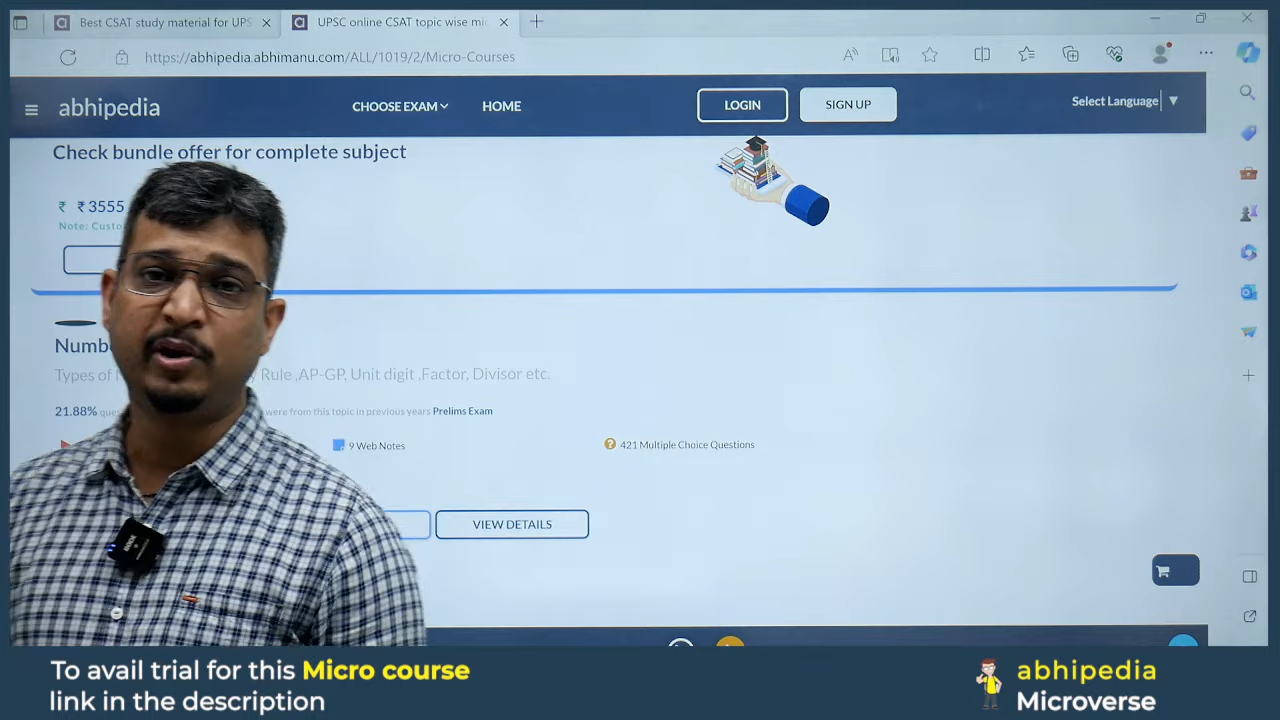 Best CSAT study material for UPS
UPSC online CSAT topic wise mi
https://abhipedia.abhimanu.com/ALL/1019/2/Micro-Courses
abhipedia
CHOOSE EXAM
HOME
LOGIN
SIGN UP
Select Language
Check bundle offer for complete subject
₹ ₹ 3555
Note: Custo
Numb
Types of Rule ,AP-GP, Unit digit ,Factor, Divisor etc.
21.88% were from this topic in previous years Prelims Exam
9 Web Notes
421 Multiple Choice Questions
VIEW DETAILS
To avail trial for this Micro course
link in the description
abhipedia
Microverse